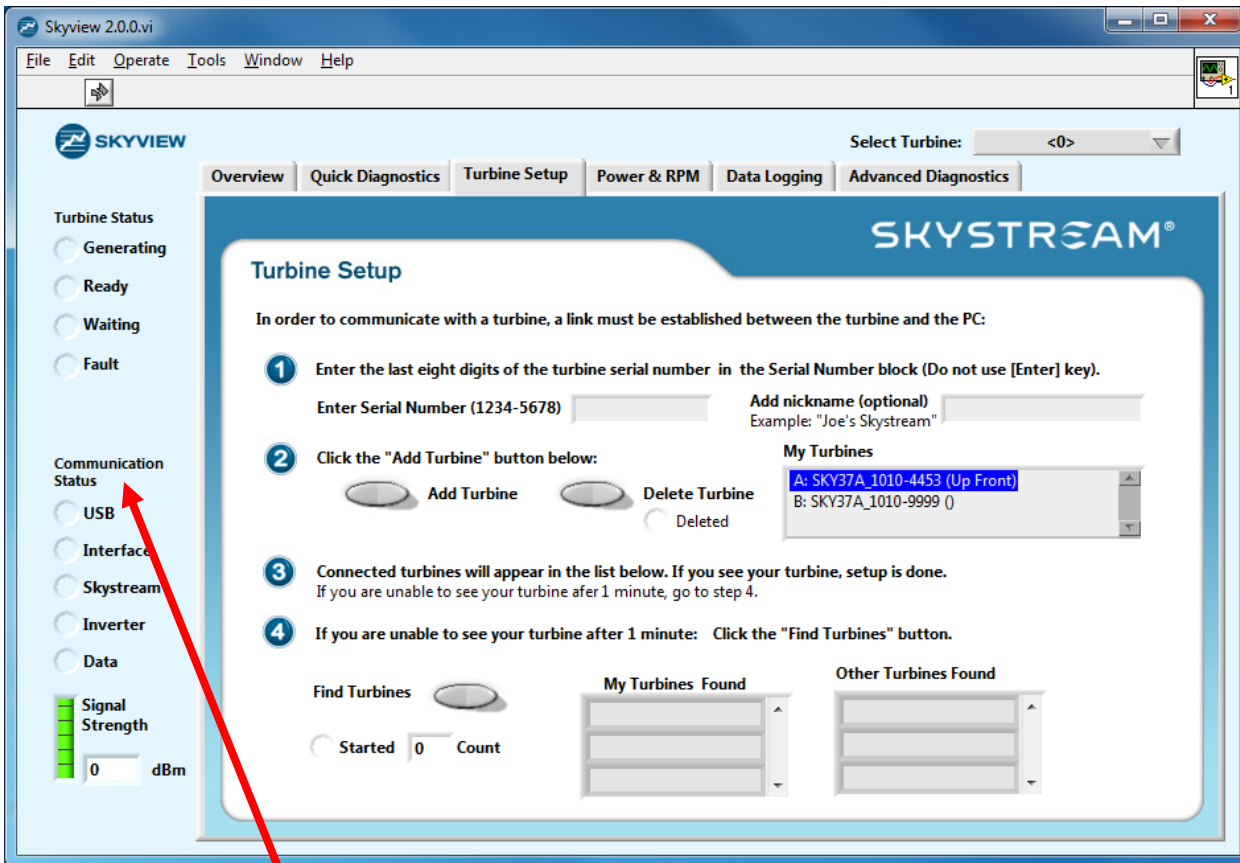 Skyview 2.0.0.vi
File Edit Operate Tools Window Help
1
SKYVIEW
Select Turbine: <0>
Overview Quick Diagnostics Turbine Setup Power & RPM Data Logging Advanced Diagnostics
Turbine Status
Generating
Ready
Waiting
Fault
Communication
Status
USB
Interface
Skystream
Inverter
Data
Signal
Strength
0 dBm
SKYSTREAM®
Turbine Setup
In order to communicate with a turbine, a link must be established between the turbine and the PC:
1 Enter the last eight digits of the turbine serial number in the Serial Number block (Do not use [Enter] key).
Enter Serial Number (1234-5678)
Add nickname (optional)
Example: "Joe's Skystream"
2 Click the "Add Turbine" button below:
Add Turbine
Delete Turbine
Deleted
My Turbines
A: SKY37A_1010-4453 (Up Front)
B: SKY37A_1010-9999 ()
3 Connected turbines will appear in the list below. If you see your turbine, setup is done.
If you are unable to see your turbine afer 1 minute, go to step 4.
4 If you are unable to see your turbine after 1 minute: Click the "Find Turbines" button.
Find Turbines
Started 0 Count
My Turbines Found
Other Turbines Found